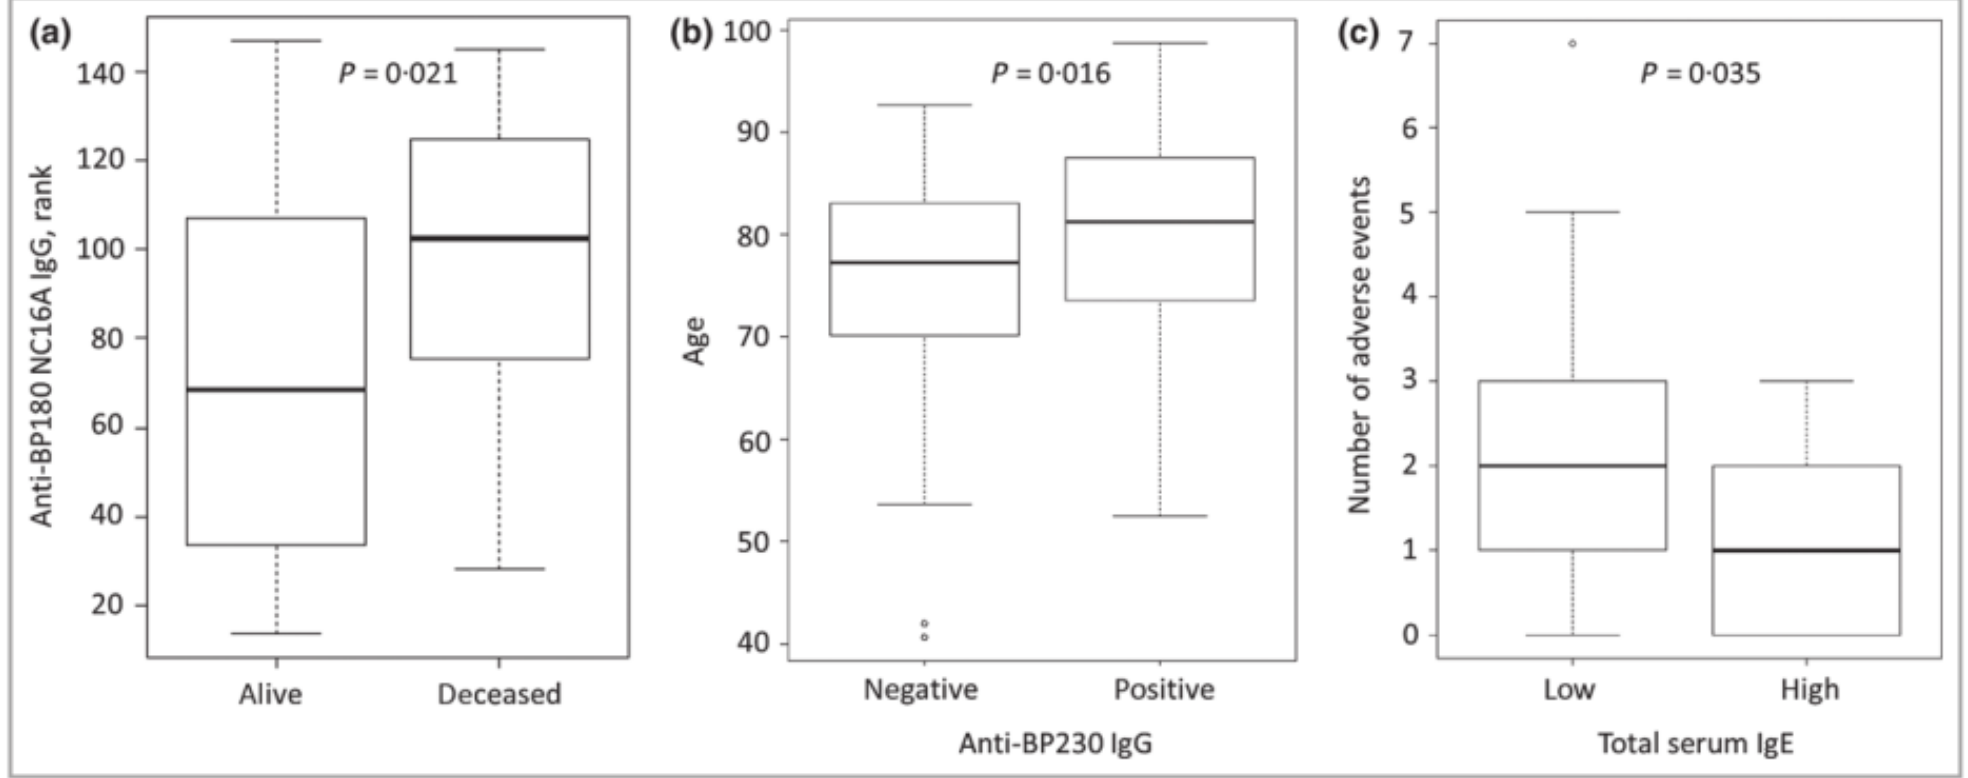 (a)
P = 0·021
Anti-BP180 NC16A IgG, rank
140
120
100
80
60
40
20
Alive
Deceased
(b)
P = 0·016
Age
100
90
80
70
60
50
40
Negative
Positive
Anti-BP230 IgG
(c)
P = 0·035
Number of adverse events
7
6
5
4
3
2
1
0
Low
High
Total serum IgE